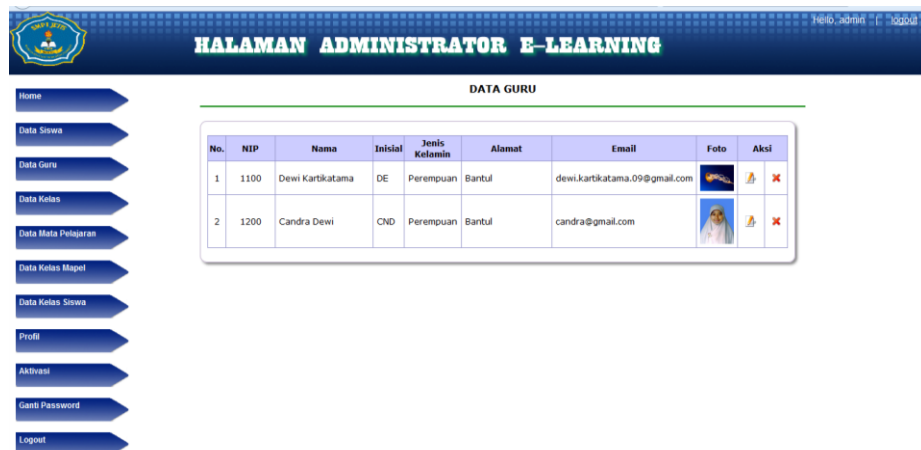 Hello, admin | logout
HALAMAN ADMINISTRATOR E-LEARNING
Home
Data Siswa
Data Guru
Data Kelas
Data Mata Pelajaran
Data Kelas Mapel
Data Kelas Siswa
Profil
Aktivasi
Ganti Password
Logout
DATA GURU
No. NIP Nama Inisial Jenis Kelamin Alamat Email Foto Aksi
1 1100 Dewi Kartikatama DE Perempuan Bantul dewi.kartikatama.09@gmail.com
2 1200 Candra Dewi CND Perempuan Bantul candra@gmail.com